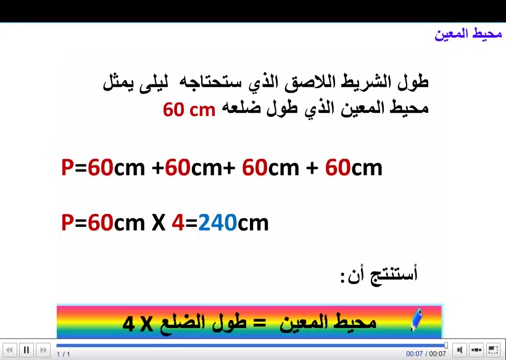 محيط المعين
طول الشريط اللاصق الذي ستحتاجه ليلى يمثل
محيط المعين الذي طول ضلعه 60 cm
P=60cm +60cm+ 60cm + 60cm
P=60cm X 4=240cm
أستنتج أن:
محيط المعين = طول الضلع X 4
1 / 1
00:07 / 00:07